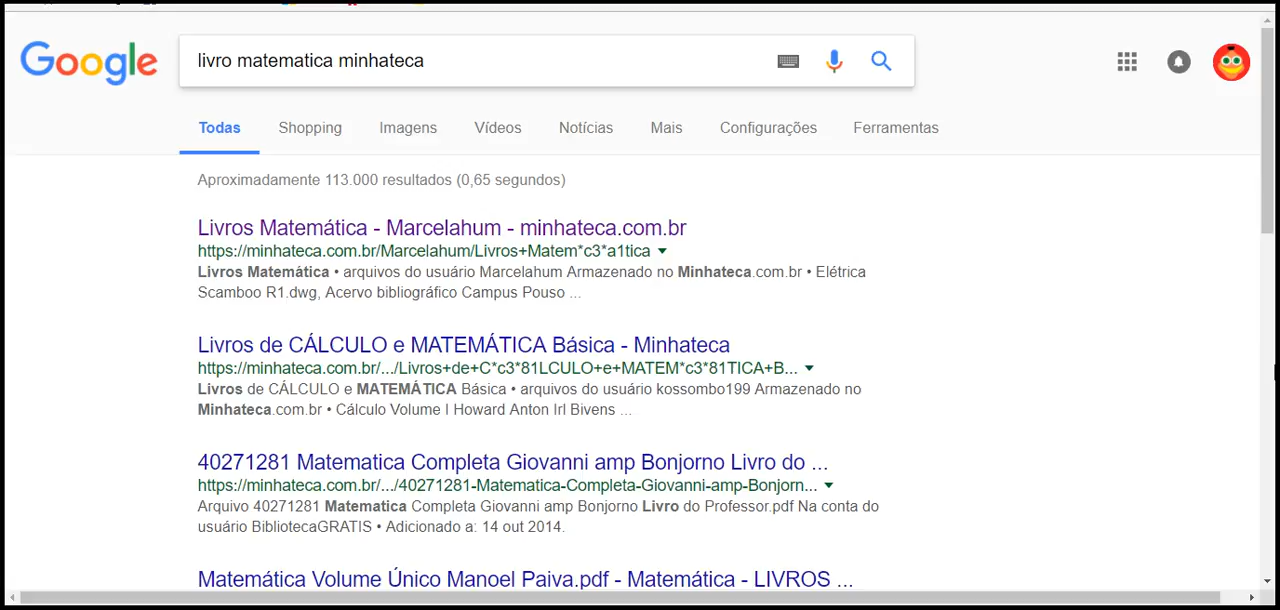 Google
livro matematica minhateca
Todas Shopping Imagens Vídeos Notícias Mais Configurações Ferramentas
Aproximadamente 113.000 resultados (0,65 segundos)
Livros Matemática - Marcelahum - minhateca.com.br
https://minhateca.com.br/Marcelahum/Livros+Matem*c3*a1tica
Livros Matemática • arquivos do usuário Marcelahum Armazenado no Minhateca.com.br • Elétrica
Scamboo R1.dwg, Acervo bibliográfico Campus Pouso ...
Livros de CÁLCULO e MATEMÁTICA Básica - Minhateca
https://minhateca.com.br/.../Livros+de+C*c3*81LCULO+e+MATEM*c3*81TICA+B...
Livros de CÁLCULO e MATEMÁTICA Básica • arquivos do usuário kossombo199 Armazenado no
Minhateca.com.br • Cálculo Volume I Howard Anton Irl Bivens ...
40271281 Matematica Completa Giovanni amp Bonjorno Livro do ...
https://minhateca.com.br/.../40271281-Matematica-Completa-Giovanni-amp-Bonjorn...
Arquivo 40271281 Matematica Completa Giovanni amp Bonjorno Livro do Professor.pdf Na conta do
usuário BibliotecaGRATIS • Adicionado a: 14 out 2014.
Matemática Volume Único Manoel Paiva.pdf - Matemática - LIVROS ...